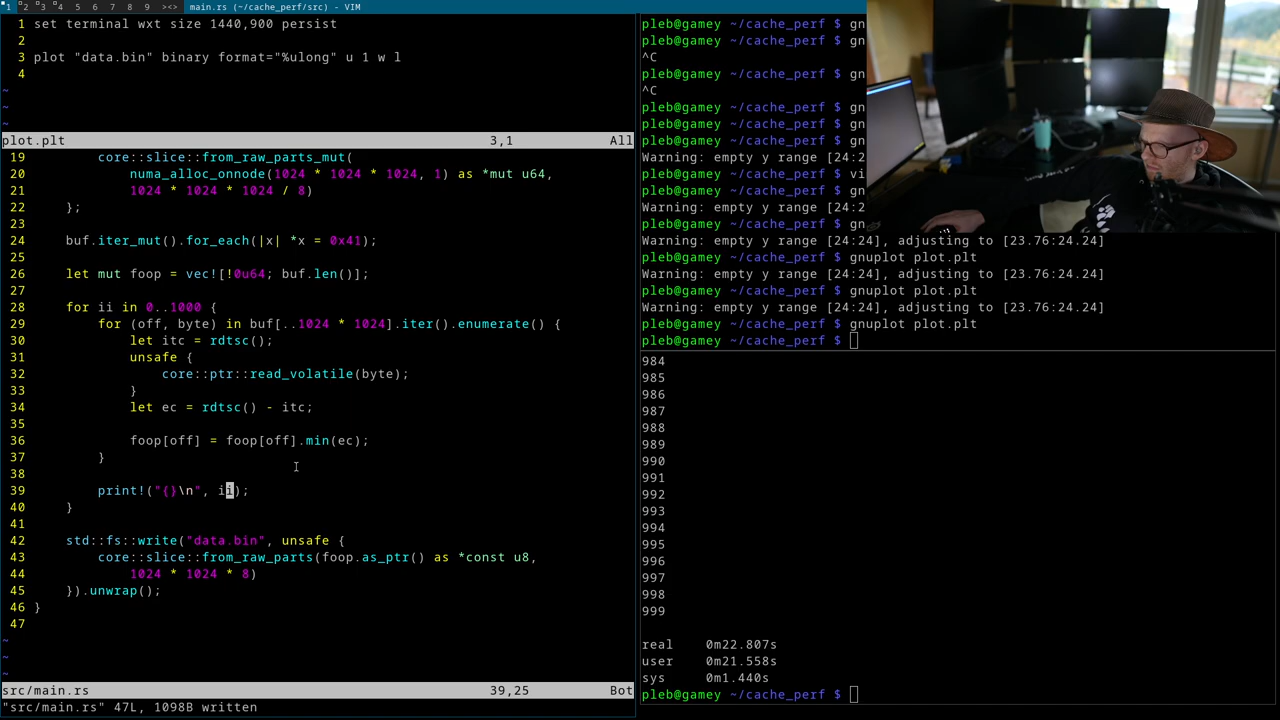 1 2 3 4 5 6 7 8 9 ><> main.rs (~/cache_perf/src) - VIM
1 set terminal wxt size 1440,900 persist
2
3 plot "data.bin" binary format="%ulong" u 1 w l
4
~
~
~
plot.plt 3,1 All
19 core::slice::from_raw_parts_mut(
20 numa_alloc_onnode(1024 * 1024 * 1024, 1) as *mut u64,
21 1024 * 1024 * 1024 / 8)
22 };
23
24 buf.iter_mut().for_each(|x| *x = 0x41);
25
26 let mut foop = vec![!0u64; buf.len()];
27
28 for ii in 0..1000 {
29 for (off, byte) in buf[..1024 * 1024].iter().enumerate() {
30 let itc = rdtsc();
31 unsafe {
32 core::ptr::read_volatile(byte);
33 }
34 let ec = rdtsc() - itc;
35
36 foop[off] = foop[off].min(ec);
37 }
38
39 print!("{}\n", ii);
40 }
41
42 std::fs::write("data.bin", unsafe {
43 core::slice::from_raw_parts(foop.as_ptr() as *const u8,
44 1024 * 1024 * 8)
45 }).unwrap();
46 }
47
~
~
~
src/main.rs 39,25 Bot
"src/main.rs" 47L, 1098B written
pleb@gamey ~/cache_perf $ gn
pleb@gamey ~/cache_perf $ gn
^C
pleb@gamey ~/cache_perf $ gn
^C
pleb@gamey ~/cache_perf $ gn
pleb@gamey ~/cache_perf $ gn
pleb@gamey ~/cache_perf $ gn
Warning: empty y range [24:2
pleb@gamey ~/cache_perf $ vi
pleb@gamey ~/cache_perf $ gn
Warning: empty y range [24:2
pleb@gamey ~/cache_perf $ gn
Warning: empty y range [24:24], adjusting to [23.76:24.24]
pleb@gamey ~/cache_perf $ gnuplot plot.plt
Warning: empty y range [24:24], adjusting to [23.76:24.24]
pleb@gamey ~/cache_perf $ gnuplot plot.plt
Warning: empty y range [24:24], adjusting to [23.76:24.24]
pleb@gamey ~/cache_perf $ gnuplot plot.plt
pleb@gamey ~/cache_perf $
984
985
986
987
988
989
990
991
992
993
994
995
996
997
998
999
real 0m22.807s
user 0m21.558s
sys 0m1.440s
pleb@gamey ~/cache_perf $